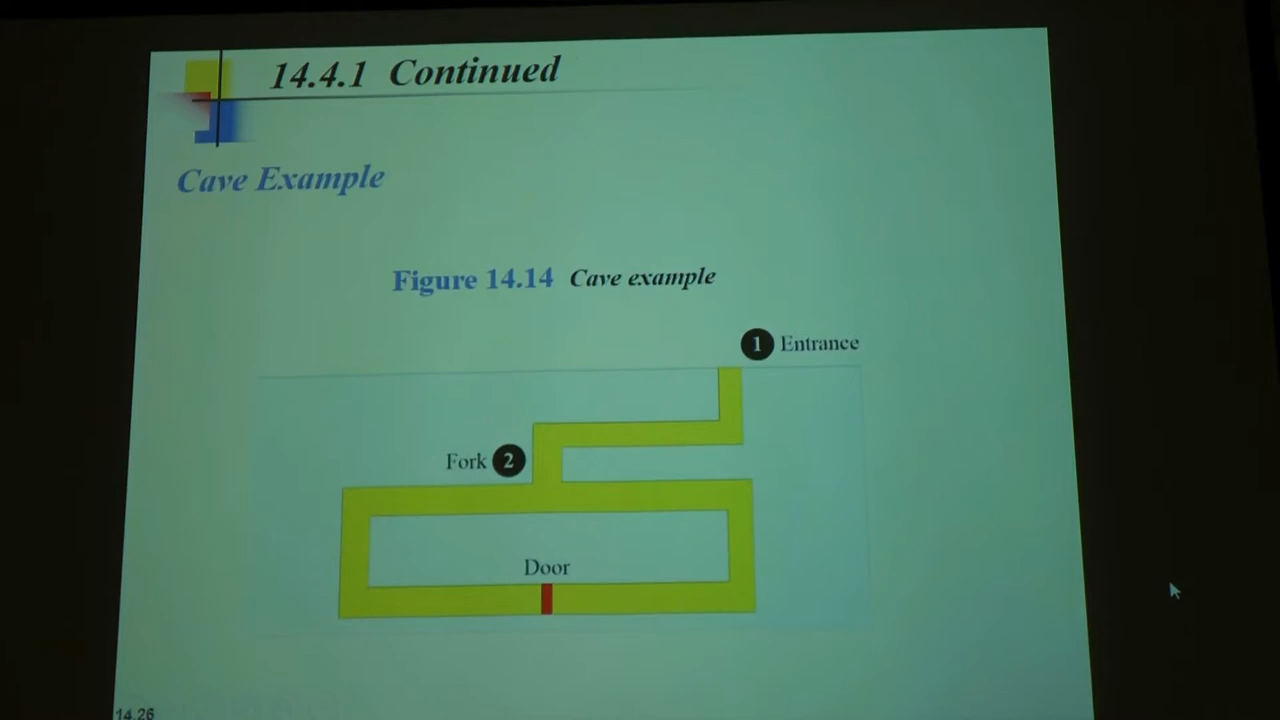 14.4.1 Continued
Cave Example
Figure 14.14 Cave example
1 Entrance
Fork 2
Door
14.26